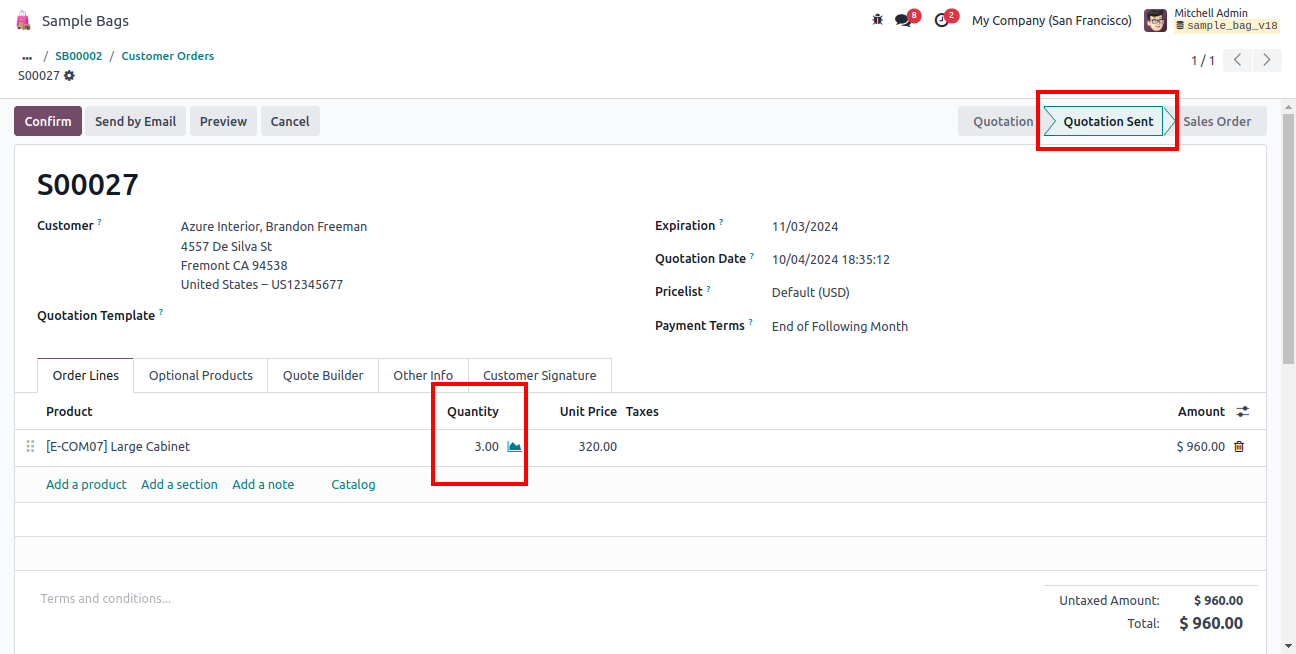 Sample Bags
8
2
My Company (San Francisco)
Mitchell Admin
sample_bag_v18
... / SB00002 / Customer Orders
S00027
1 / 1
Confirm
Send by Email
Preview
Cancel
Quotation
Quotation Sent
Sales Order
S00027
Customer ?
Azure Interior, Brandon Freeman
4557 De Silva St
Fremont CA 94538
United States – US12345677
Quotation Template ?
Expiration ? 11/03/2024
Quotation Date ? 10/04/2024 18:35:12
Pricelist ? Default (USD)
Payment Terms ? End of Following Month
Order Lines
Optional Products
Quote Builder
Other Info
Customer Signature
Product Quantity Unit Price Taxes Amount
[E-COM07] Large Cabinet 3.00 320.00 $ 960.00
Add a product Add a section Add a note Catalog
Terms and conditions...
Untaxed Amount: $ 960.00
Total: $ 960.00